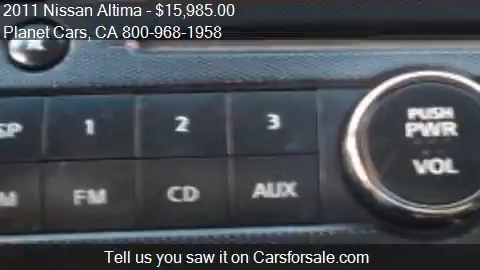 2011 Nissan Altima - $15,985.00
Planet Cars, CA 800-968-1958
1 2 3
PUSH
PWR
VOL
FM CD AUX
Tell us you saw it on Carsforsale.com